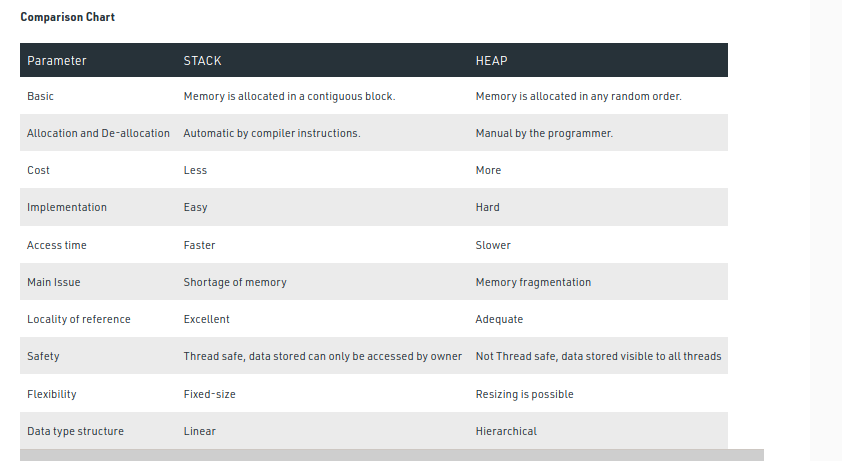 Comparison Chart
Parameter STACK HEAP
Basic Memory is allocated in a contiguous block. Memory is allocated in any random order.
Allocation and De-allocation Automatic by compiler instructions. Manual by the programmer.
Cost Less More
Implementation Easy Hard
Access time Faster Slower
Main Issue Shortage of memory Memory fragmentation
Locality of reference Excellent Adequate
Safety Thread safe, data stored can only be accessed by owner Not Thread safe, data stored visible to all threads
Flexibility Fixed-size Resizing is possible
Data type structure Linear Hierarchical